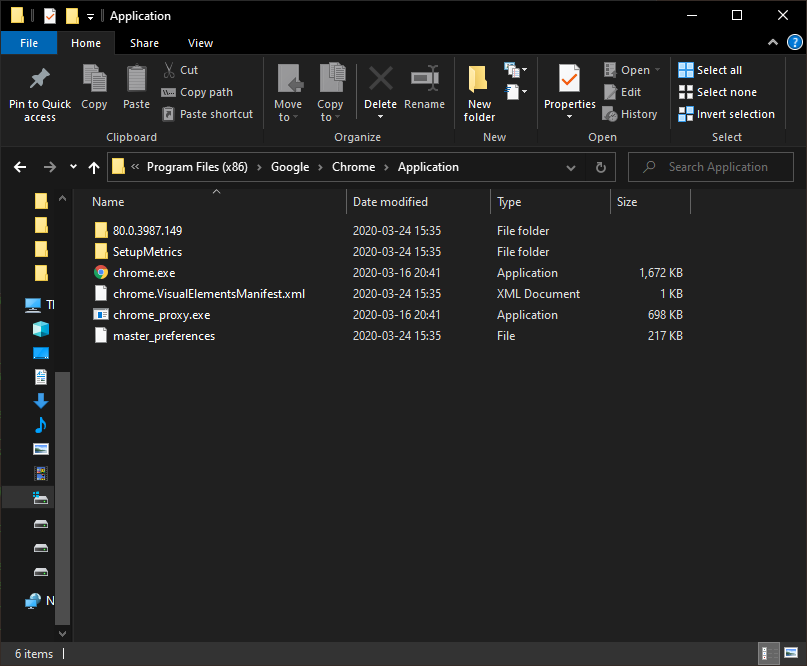 Application
File Home Share View
Pin to Quick access
Copy
Paste
Cut
Copy path
Paste shortcut
Clipboard
Move to
Copy to
Delete
Rename
Organize
New folder
New
Properties
Open
Edit
History
Open
Select all
Select none
Invert selection
Select
« Program Files (x86) › Google › Chrome › Application
Search Application
Name Date modified Type Size
80.0.3987.149 2020-03-24 15:35 File folder
SetupMetrics 2020-03-24 15:35 File folder
chrome.exe 2020-03-16 20:41 Application 1,672 KB
chrome.VisualElementsManifest.xml 2020-03-24 15:35 XML Document 1 KB
chrome_proxy.exe 2020-03-16 20:41 Application 698 KB
master_preferences 2020-03-24 15:35 File 217 KB
6 items